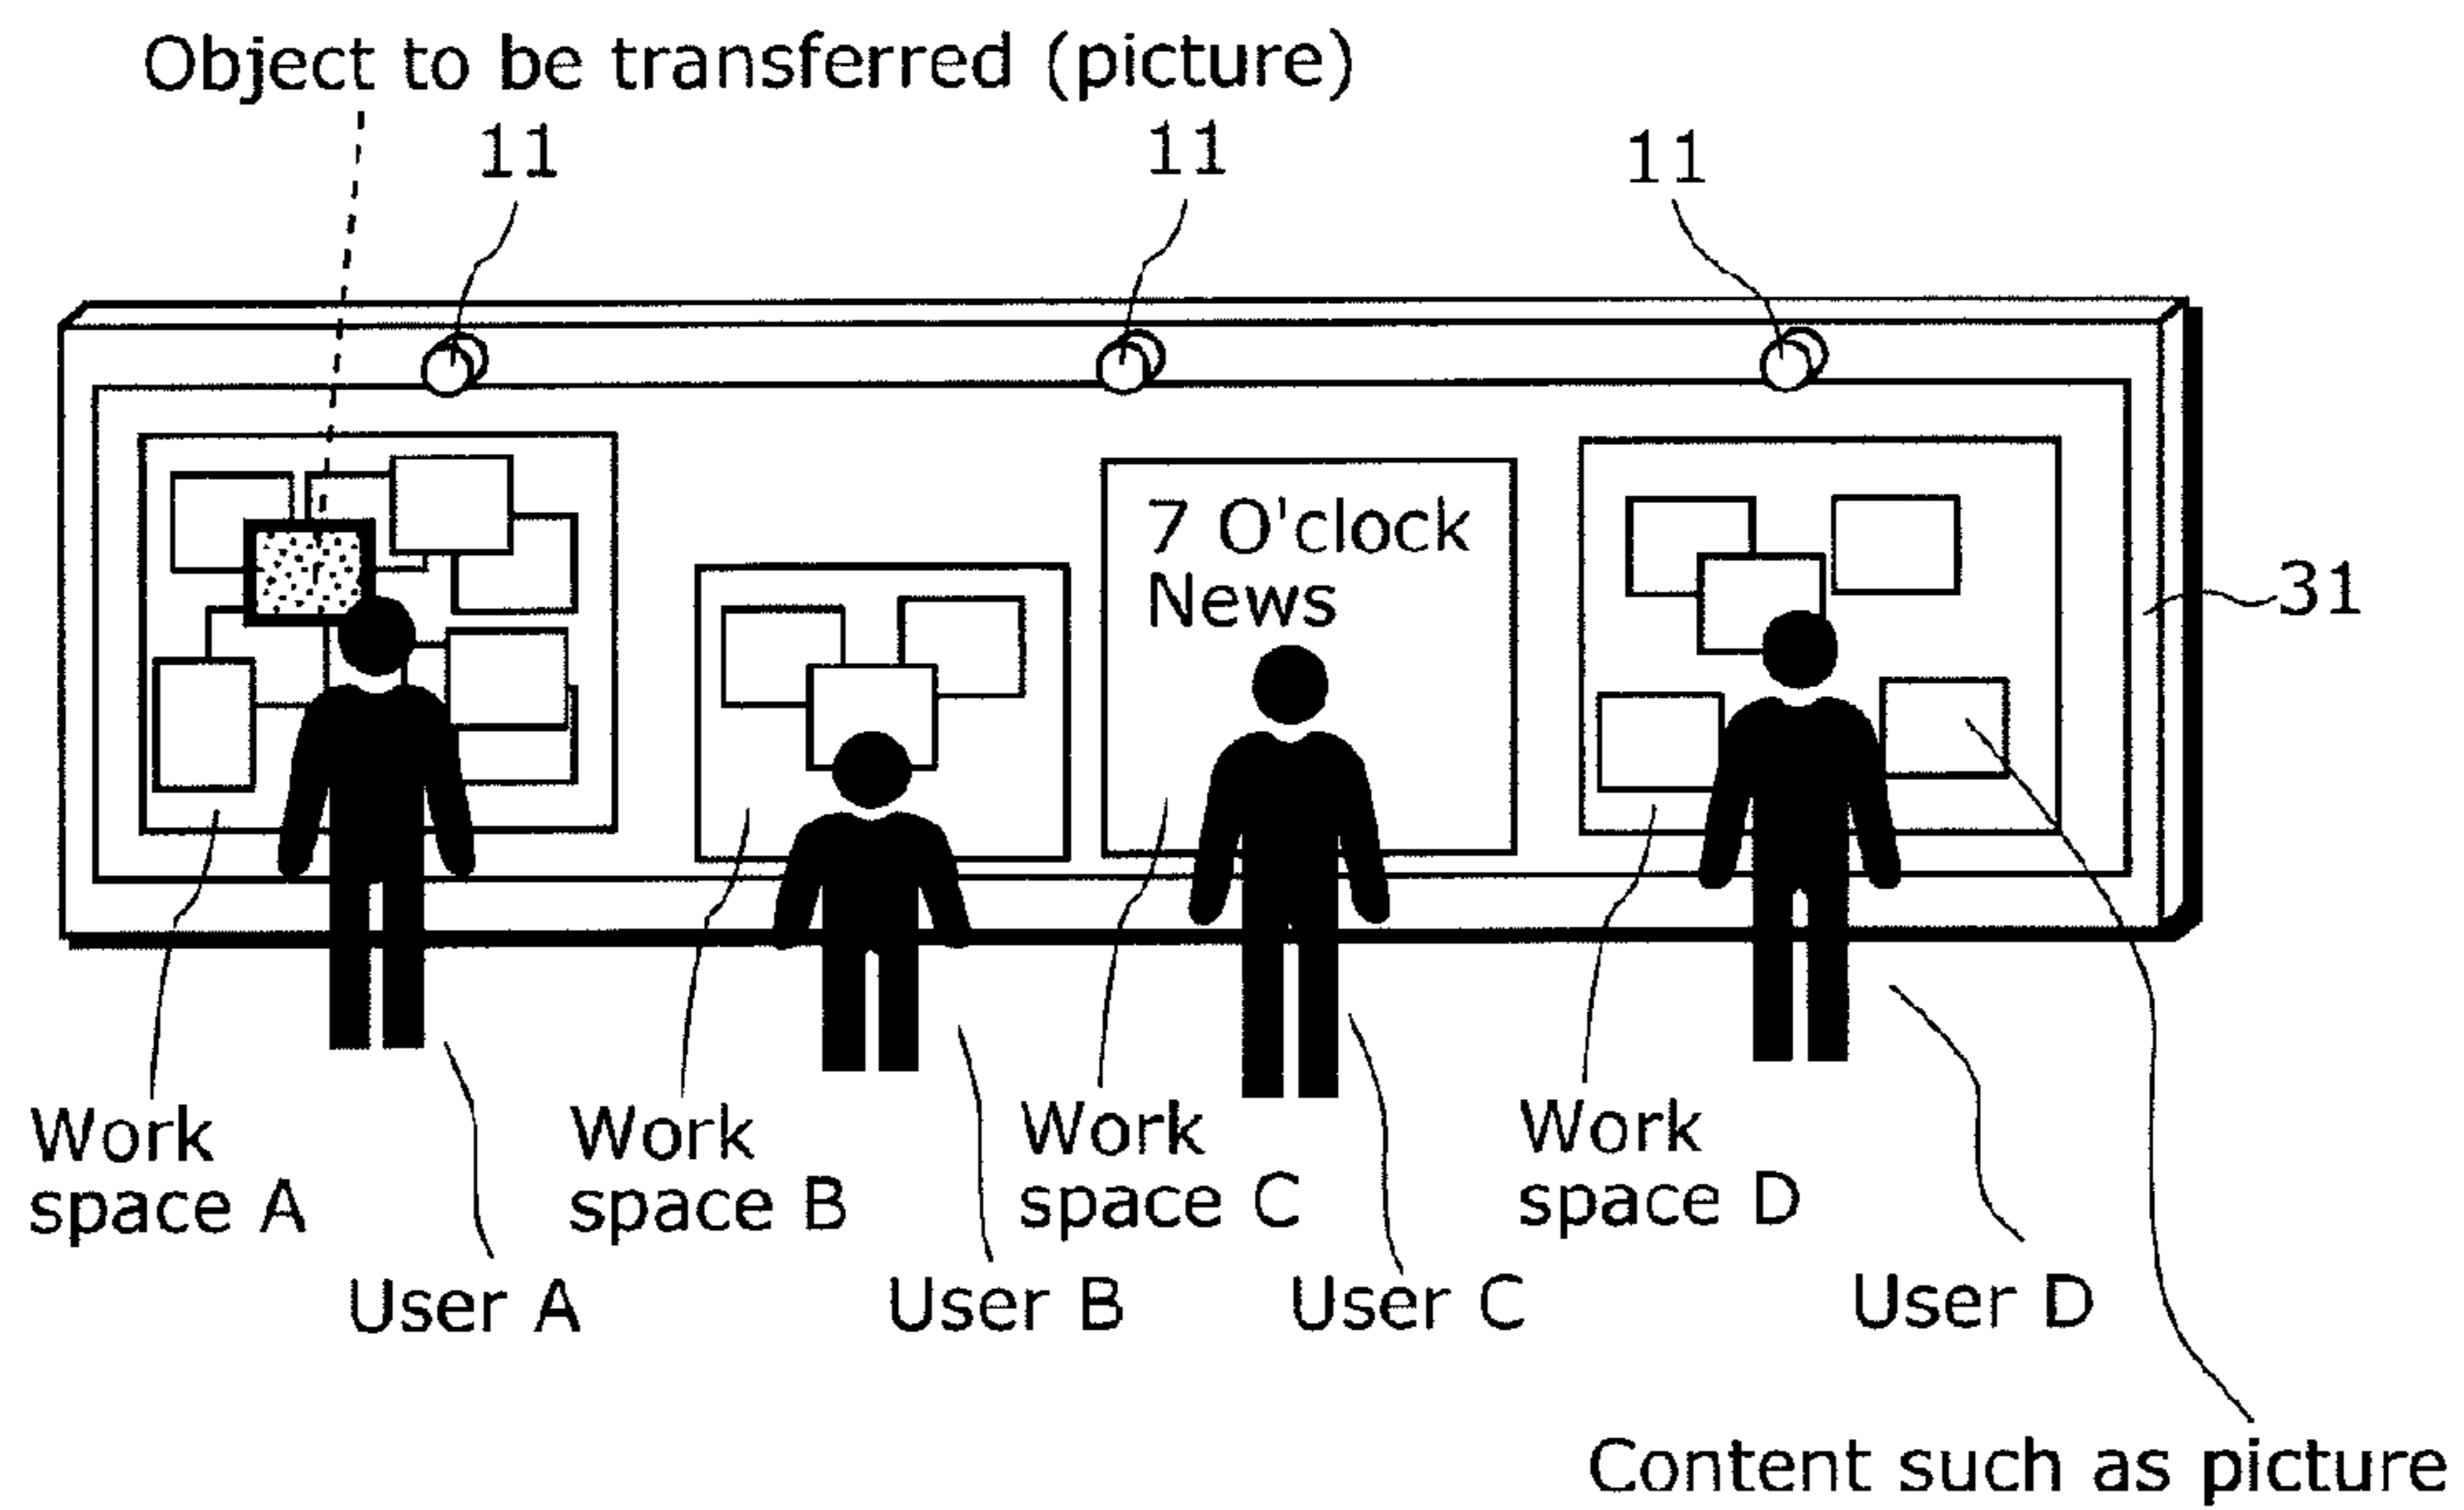 Object to be transferred (picture)
11
11
11
7 O'clock
News
31
Work
space A
Work
space B
Work
space C
Work
space D
User A
User B
User C
User D
Content such as picture